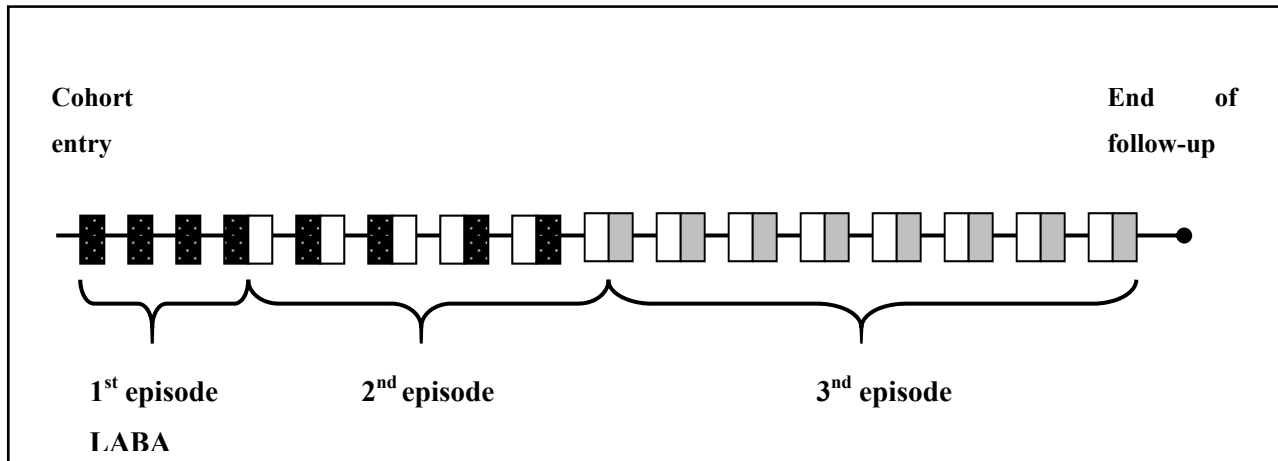 Cohort
entry
End of
follow-up
1st episode
LABA
2nd episode
3nd episode